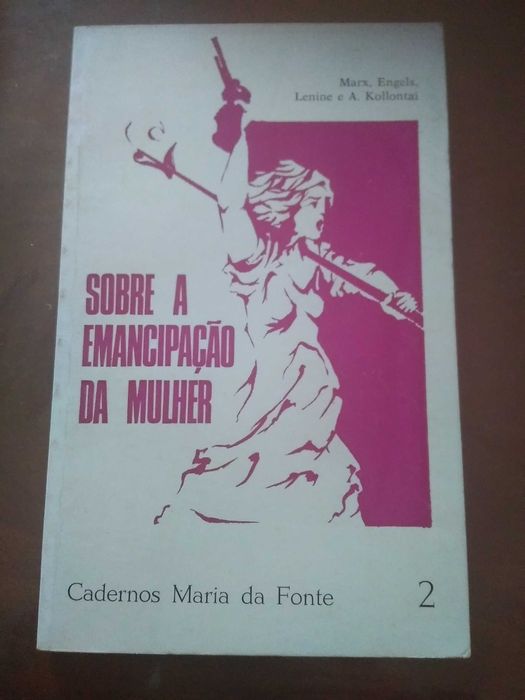 Marx, Engels,
Lenine e A. Kollontai
SOBRE A
EMANCIPAÇÃO
DA MULHER
Cadernos Maria da Fonte 2